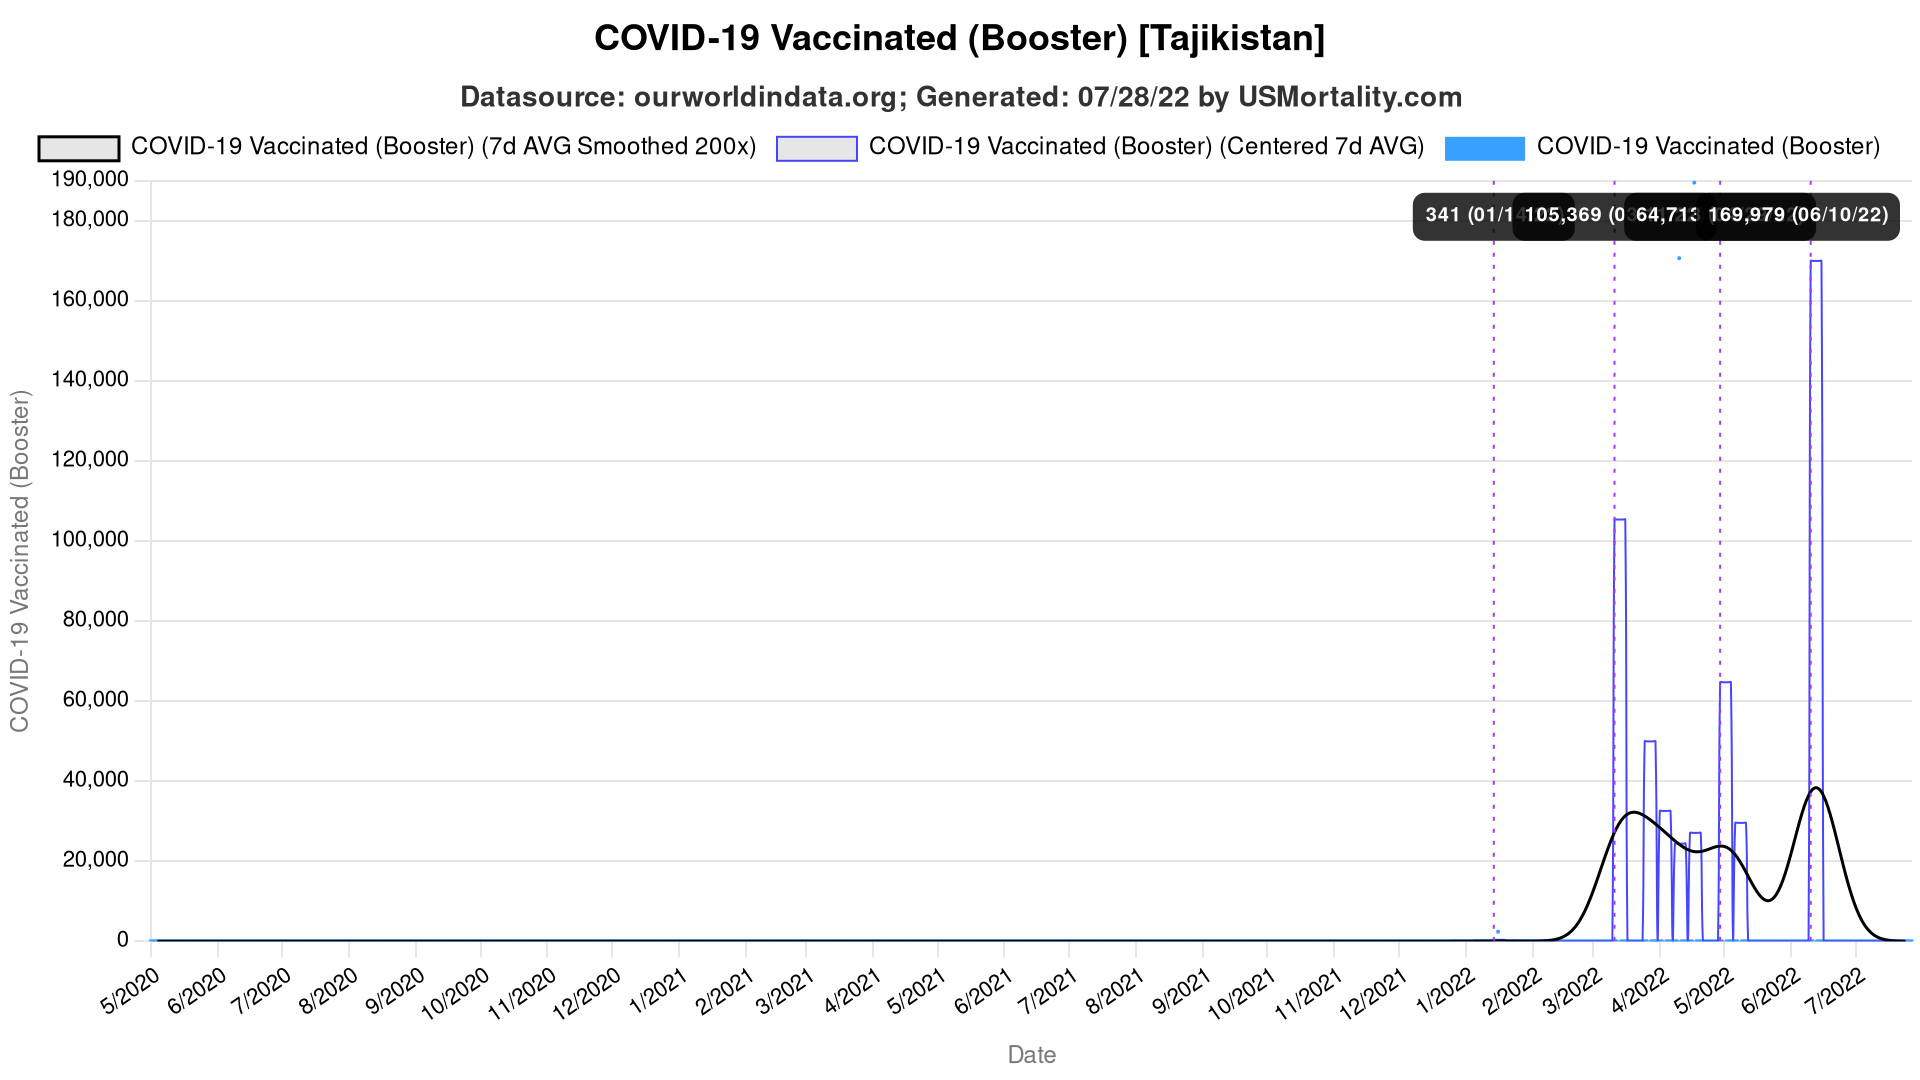 COVID-19 Vaccinated (Booster) [Tajikistan]
Datasource: ourworldindata.org; Generated: 07/28/22 by USMortality.com
COVID-19 Vaccinated (Booster) (7d AVG Smoothed 200x) COVID-19 Vaccinated (Booster) (Centered 7d AVG) COVID-19 Vaccinated (Booster)
190,000
180,000
341 105,369 64,713 169,979 (06/10/22)
160,000
140,000
120,000
100,000
80,000
60,000
40,000
20,000
0
COVID-19 Vaccinated (Booster)
5/2020 6/2020 7/2020 8/2020 9/2020 10/2020 11/2020 12/2020 1/2021 2/2021 3/2021 4/2021 5/2021 6/2021 7/2021 8/2021 9/2021 10/2021 11/2021 12/2021 1/2022 2/2022 3/2022 4/2022 5/2022 6/2022 7/2022
Date